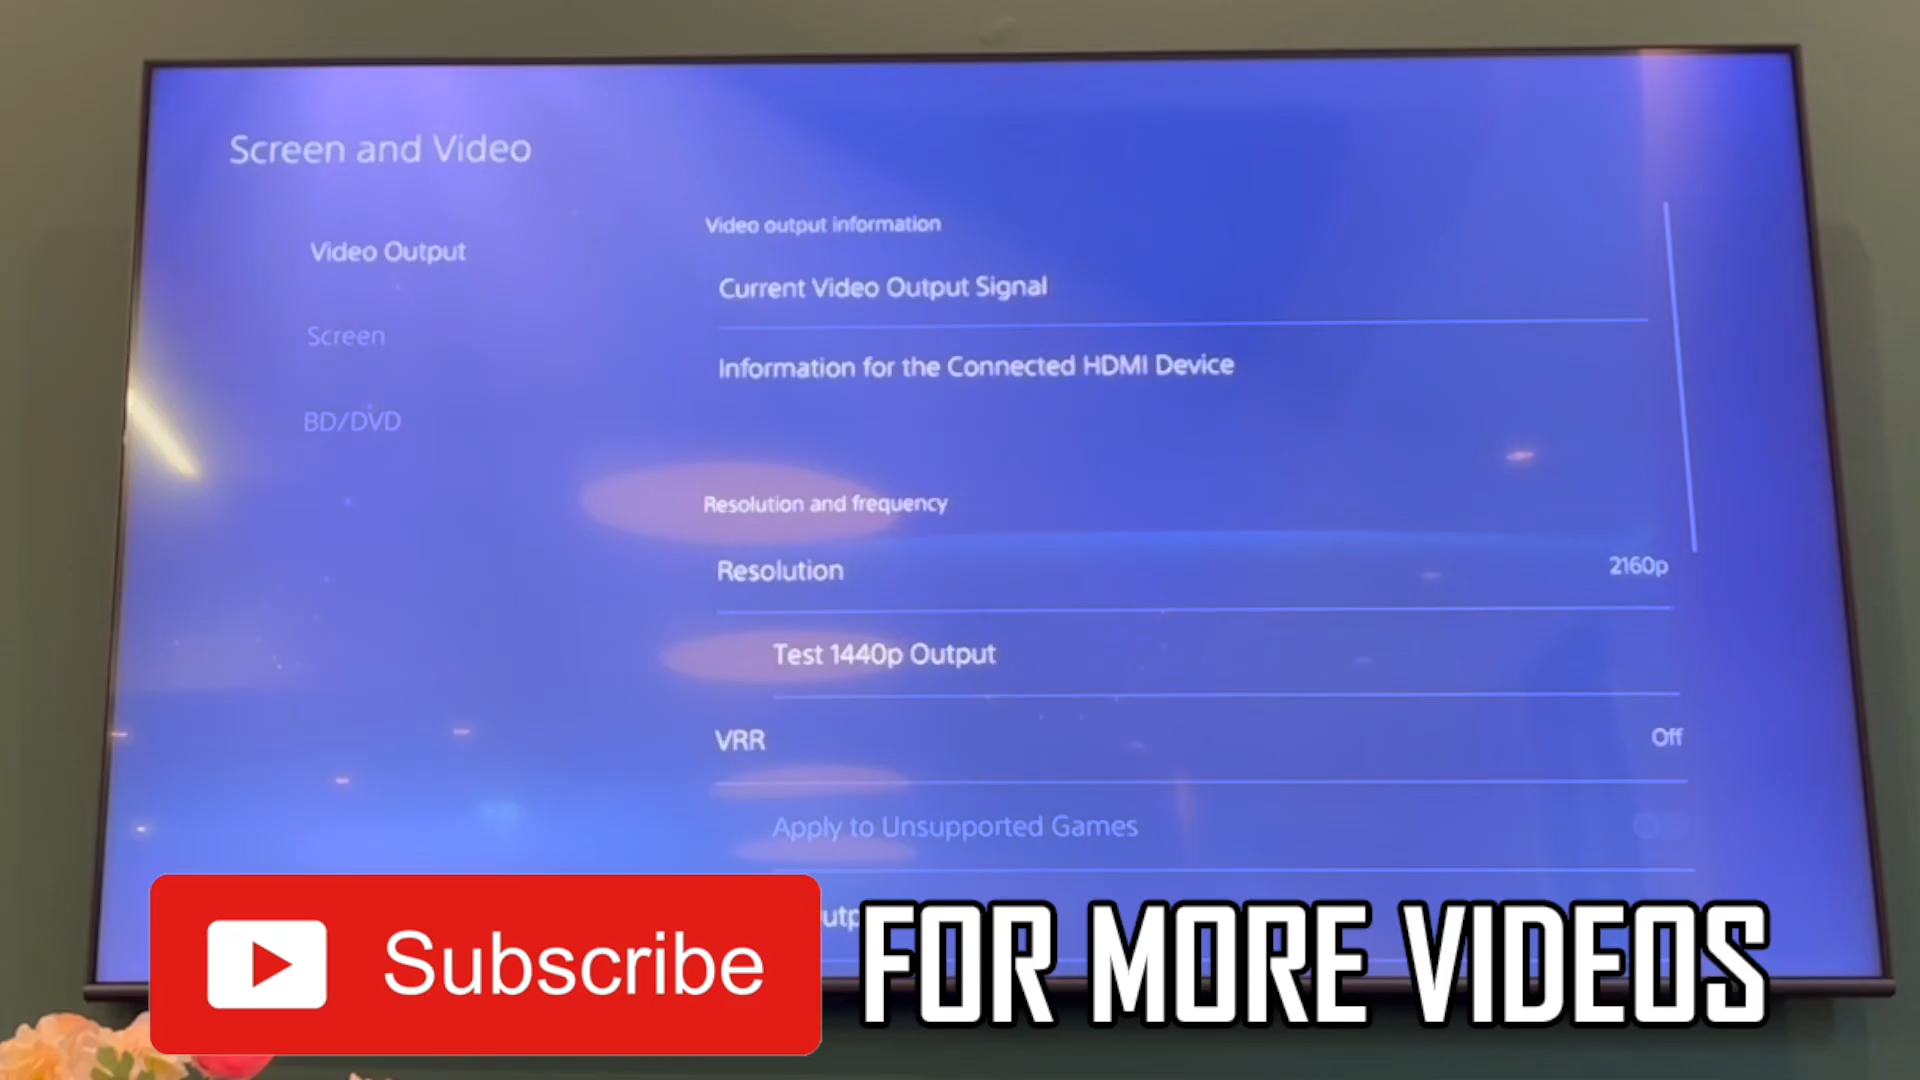 Screen and Video
Video Output
Screen
BD/DVD
Video output information
Current Video Output Signal
Information for the Connected HDMI Device
Resolution and frequency
Resolution 2160p
Test 1440p Output
VRR Off
Apply to Unsupported Games
Subscribe FOR MORE VIDEOS